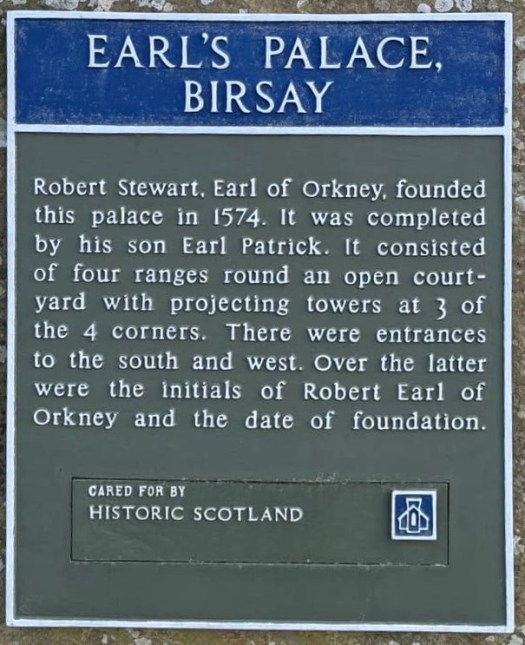 EARL'S PALACE,
BIRSAY
Robert Stewart, Earl of Orkney, founded
this palace in 1574. It was completed
by his son Earl Patrick. It consisted
of four ranges round an open court-
yard with projecting towers at 3 of
the 4 corners. There were entrances
to the south and west. Over the latter
were the initials of Robert Earl of
Orkney and the date of foundation.
CARED FOR BY
HISTORIC SCOTLAND